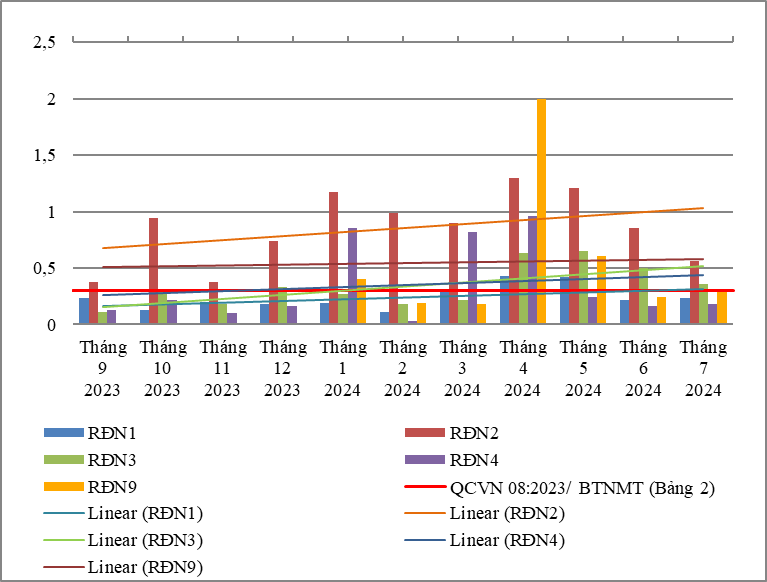 2,5
2
1,5
1
0,5
0
Tháng Tháng Tháng Tháng Tháng Tháng Tháng Tháng Tháng Tháng Tháng
9 10 11 12 1 2 3 4 5 6 7
2023 2023 2023 2023 2024 2024 2024 2024 2024 2024 2024
RĐN1 RĐN2
RĐN3 RĐN4
RĐN9 QCVN 08:2023/ BTNMT (Bảng 2)
Linear (RĐN1) Linear (RĐN2)
Linear (RĐN3) Linear (RĐN4)
Linear (RĐN9)